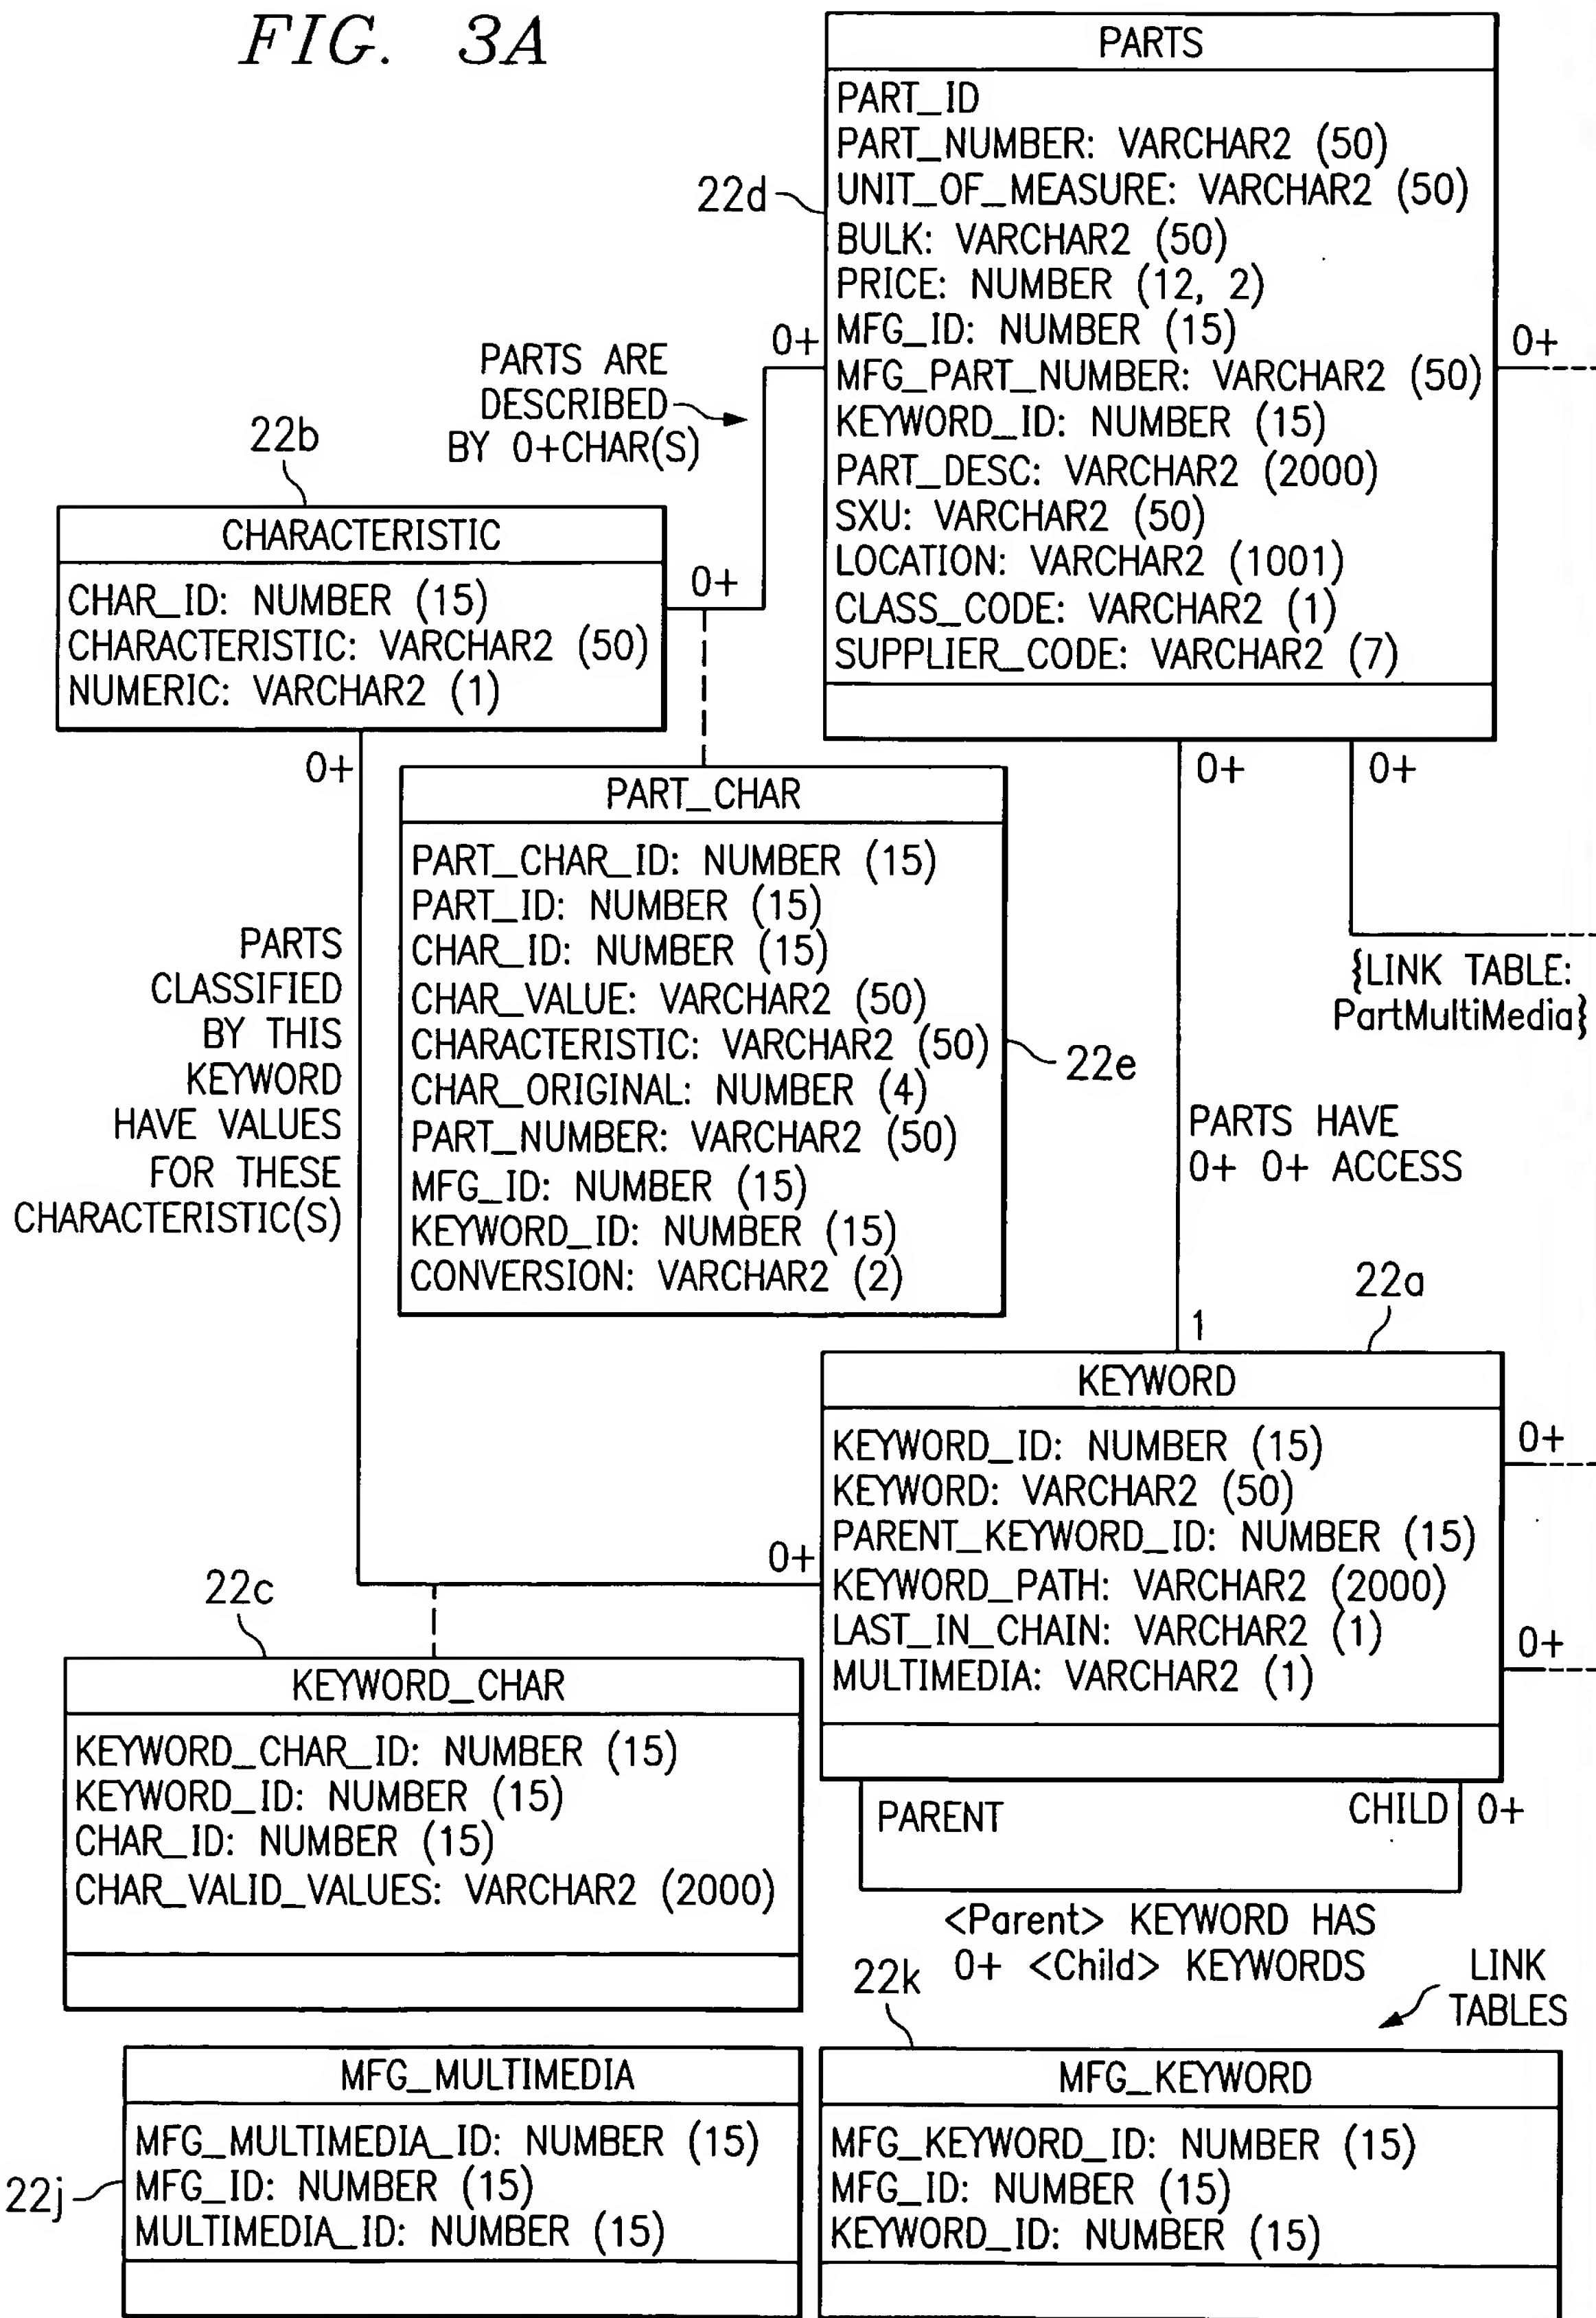 FIG. 3A
PARTS
PART_ID
PART_NUMBER: VARCHAR2 (50)
UNIT_OF_MEASURE: VARCHAR2 (50)
BULK: VARCHAR2 (50)
PRICE: NUMBER (12, 2)
MFG_ID: NUMBER (15)
MFG_PART_NUMBER: VARCHAR2 (50)
KEYWORD_ID: NUMBER (15)
PART_DESC: VARCHAR2 (2000)
SXU: VARCHAR2 (50)
LOCATION: VARCHAR2 (1001)
CLASS_CODE: VARCHAR2 (1)
SUPPLIER_CODE: VARCHAR2 (7)
22d
0+
0+
PARTS ARE
DESCRIBED
BY 0+CHAR(S)
22b
CHARACTERISTIC
CHAR_ID: NUMBER (15)
CHARACTERISTIC: VARCHAR2 (50)
NUMERIC: VARCHAR2 (1)
0+
0+
0+
0+
PART_CHAR
PART_CHAR_ID: NUMBER (15)
PART_ID: NUMBER (15)
CHAR_ID: NUMBER (15)
CHAR_VALUE: VARCHAR2 (50)
CHARACTERISTIC: VARCHAR2 (50)
CHAR_ORIGINAL: NUMBER (4)
PART_NUMBER: VARCHAR2 (50)
MFG_ID: NUMBER (15)
KEYWORD_ID: NUMBER (15)
CONVERSION: VARCHAR2 (2)
22e
PARTS
CLASSIFIED
BY THIS
KEYWORD
HAVE VALUES
FOR THESE
CHARACTERISTIC(S)
{LINK TABLE:
PartMultiMedia}
PARTS HAVE
0+ 0+ ACCESS
22a
1
KEYWORD
KEYWORD_ID: NUMBER (15)
KEYWORD: VARCHAR2 (50)
PARENT_KEYWORD_ID: NUMBER (15)
KEYWORD_PATH: VARCHAR2 (2000)
LAST_IN_CHAIN: VARCHAR2 (1)
MULTIMEDIA: VARCHAR2 (1)
0+
0+
0+
PARENT
CHILD
0+
<Parent> KEYWORD HAS
0+ <Child> KEYWORDS
22c
KEYWORD_CHAR
KEYWORD_CHAR_ID: NUMBER (15)
KEYWORD_ID: NUMBER (15)
CHAR_ID: NUMBER (15)
CHAR_VALID_VALUES: VARCHAR2 (2000)
22k
LINK
TABLES
MFG_MULTIMEDIA
MFG_MULTIMEDIA_ID: NUMBER (15)
MFG_ID: NUMBER (15)
MULTIMEDIA_ID: NUMBER (15)
22j
MFG_KEYWORD
MFG_KEYWORD_ID: NUMBER (15)
MFG_ID: NUMBER (15)
KEYWORD_ID: NUMBER (15)